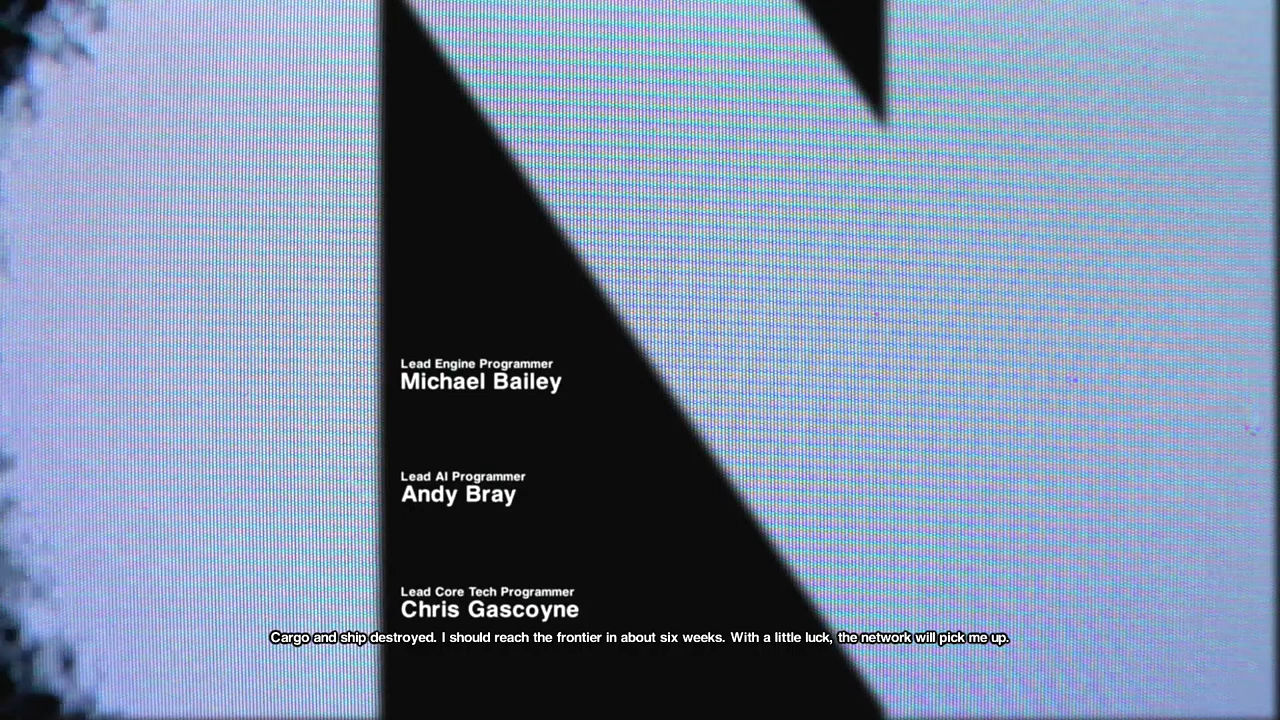 Lead Engine Programmer
Michael Bailey
Lead AI Programmer
Andy Bray
Lead Core Tech Programmer
Chris Gascoyne
Cargo and ship destroyed. I should reach the frontier in about six weeks. With a little luck, the network will pick me up.